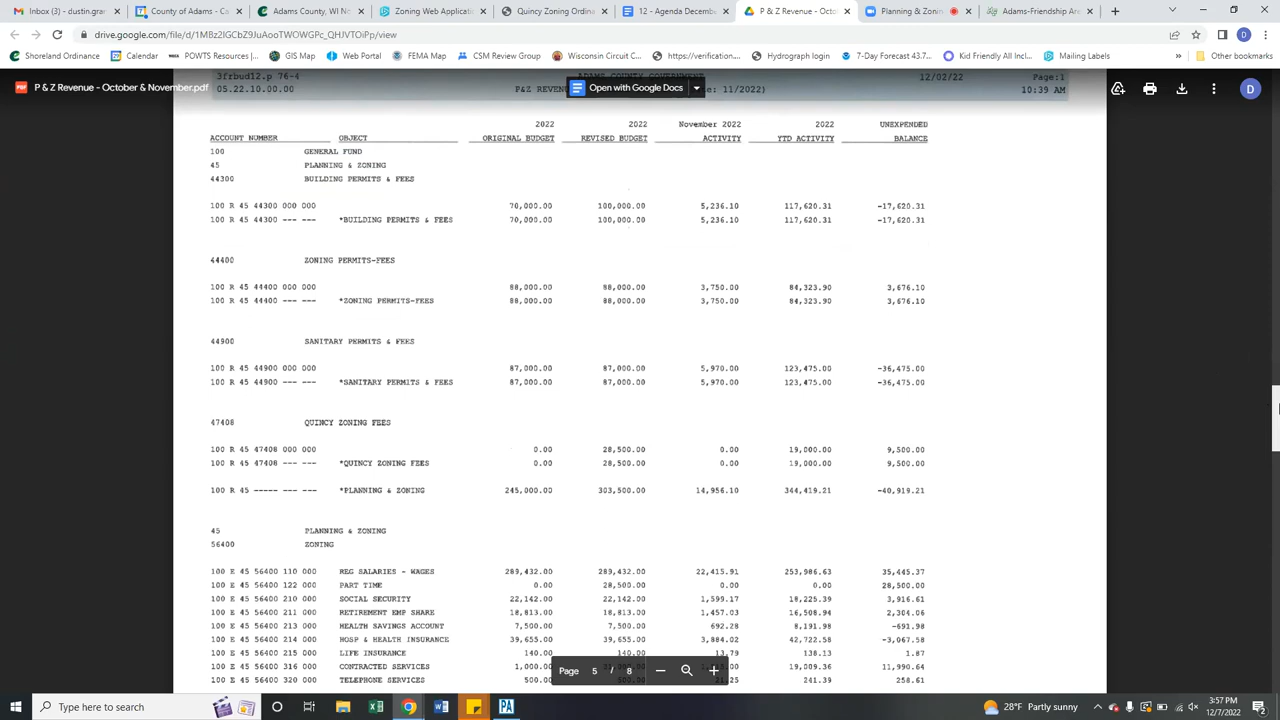 Inbox (3) - dustin.grant
County of Adams, WI
Zoning Web Applic
Quincy Zoning Ordin
12 - Agenda Decemb
P & Z Revenue - Octo
Planning & Zonin
Adams-Friendship Are
drive.google.com/file/d/1MBz2IGCbZ9JuAooTWOWGPc_QHJVTOiPp/view
Shoreland Ordinance
Calendar
POWTS Resources |...
GIS Map
Web Portal
FEMA Map
CSM Review Group
Wisconsin Circuit C...
https://verification...
Hydrograph login
7-Day Forecast 43.7...
Kid Friendly All Incl...
Mailing Labels
»
Other bookmarks
P & Z Revenue - October & November.pdf
Open with Google Docs
D
3frbud12.p 76-4 ADAMS COUNTY GOVERNMENT 12/02/22 Page:1
05.22.10.00.00 10:39 AM
2022 2022 November 2022 2022 UNEXPENDED
ACCOUNT NUMBER OBJECT ORIGINAL BUDGET REVISED BUDGET ACTIVITY YTD ACTIVITY BALANCE
100 GENERAL FUND
45 PLANNING & ZONING
44300 BUILDING PERMITS & FEES
100 R 45 44300 000 000 70,000.00 100,000.00 5,236.10 117,620.31 -17,620.31
100 R 45 44300 --- --- *BUILDING PERMITS & FEES 70,000.00 100,000.00 5,236.10 117,620.31 -17,620.31
44400 ZONING PERMITS-FEES
100 R 45 44400 000 000 88,000.00 88,000.00 3,750.00 84,323.90 3,676.10
100 R 45 44400 --- --- *ZONING PERMITS-FEES 88,000.00 88,000.00 3,750.00 84,323.90 3,676.10
44900 SANITARY PERMITS & FEES
100 R 45 44900 000 000 87,000.00 87,000.00 5,970.00 123,475.00 -36,475.00
100 R 45 44900 --- --- *SANITARY PERMITS & FEES 87,000.00 87,000.00 5,970.00 123,475.00 -36,475.00
47408 QUINCY ZONING FEES
100 R 45 47408 000 000 0.00 28,500.00 0.00 19,000.00 9,500.00
100 R 45 47408 --- --- *QUINCY ZONING FEES 0.00 28,500.00 0.00 19,000.00 9,500.00
100 R 45 ----- --- --- *PLANNING & ZONING 245,000.00 303,500.00 14,956.10 344,419.21 -40,919.21
45 PLANNING & ZONING
56400 ZONING
100 E 45 56400 110 000 REG SALARIES - WAGES 289,432.00 289,432.00 22,415.91 253,986.63 35,445.37
100 E 45 56400 122 000 PART TIME 0.00 28,500.00 0.00 0.00 28,500.00
100 E 45 56400 210 000 SOCIAL SECURITY 22,142.00 22,142.00 1,599.17 18,225.39 3,916.61
100 E 45 56400 211 000 RETIREMENT EMP SHARE 18,813.00 18,813.00 1,457.03 16,508.94 2,304.06
100 E 45 56400 213 000 HEALTH SAVINGS ACCOUNT 7,500.00 7,500.00 692.28 8,191.98 -691.98
100 E 45 56400 214 000 HOSP & HEALTH INSURANCE 39,655.00 39,655.00 3,884.02 42,722.58 -3,067.58
100 E 45 56400 215 000 LIFE INSURANCE 140.00 140.00 13.79 138.13 1.87
100 E 45 56400 316 000 CONTRACTED SERVICES 1,000.00 19,009.36 11,990.64
100 E 45 56400 320 000 TELEPHONE SERVICES 500.00 500.00 21.25 241.39 258.61
Page 5 / 8
Type here to search
28°F Partly sunny
3:57 PM
12/7/2022
2